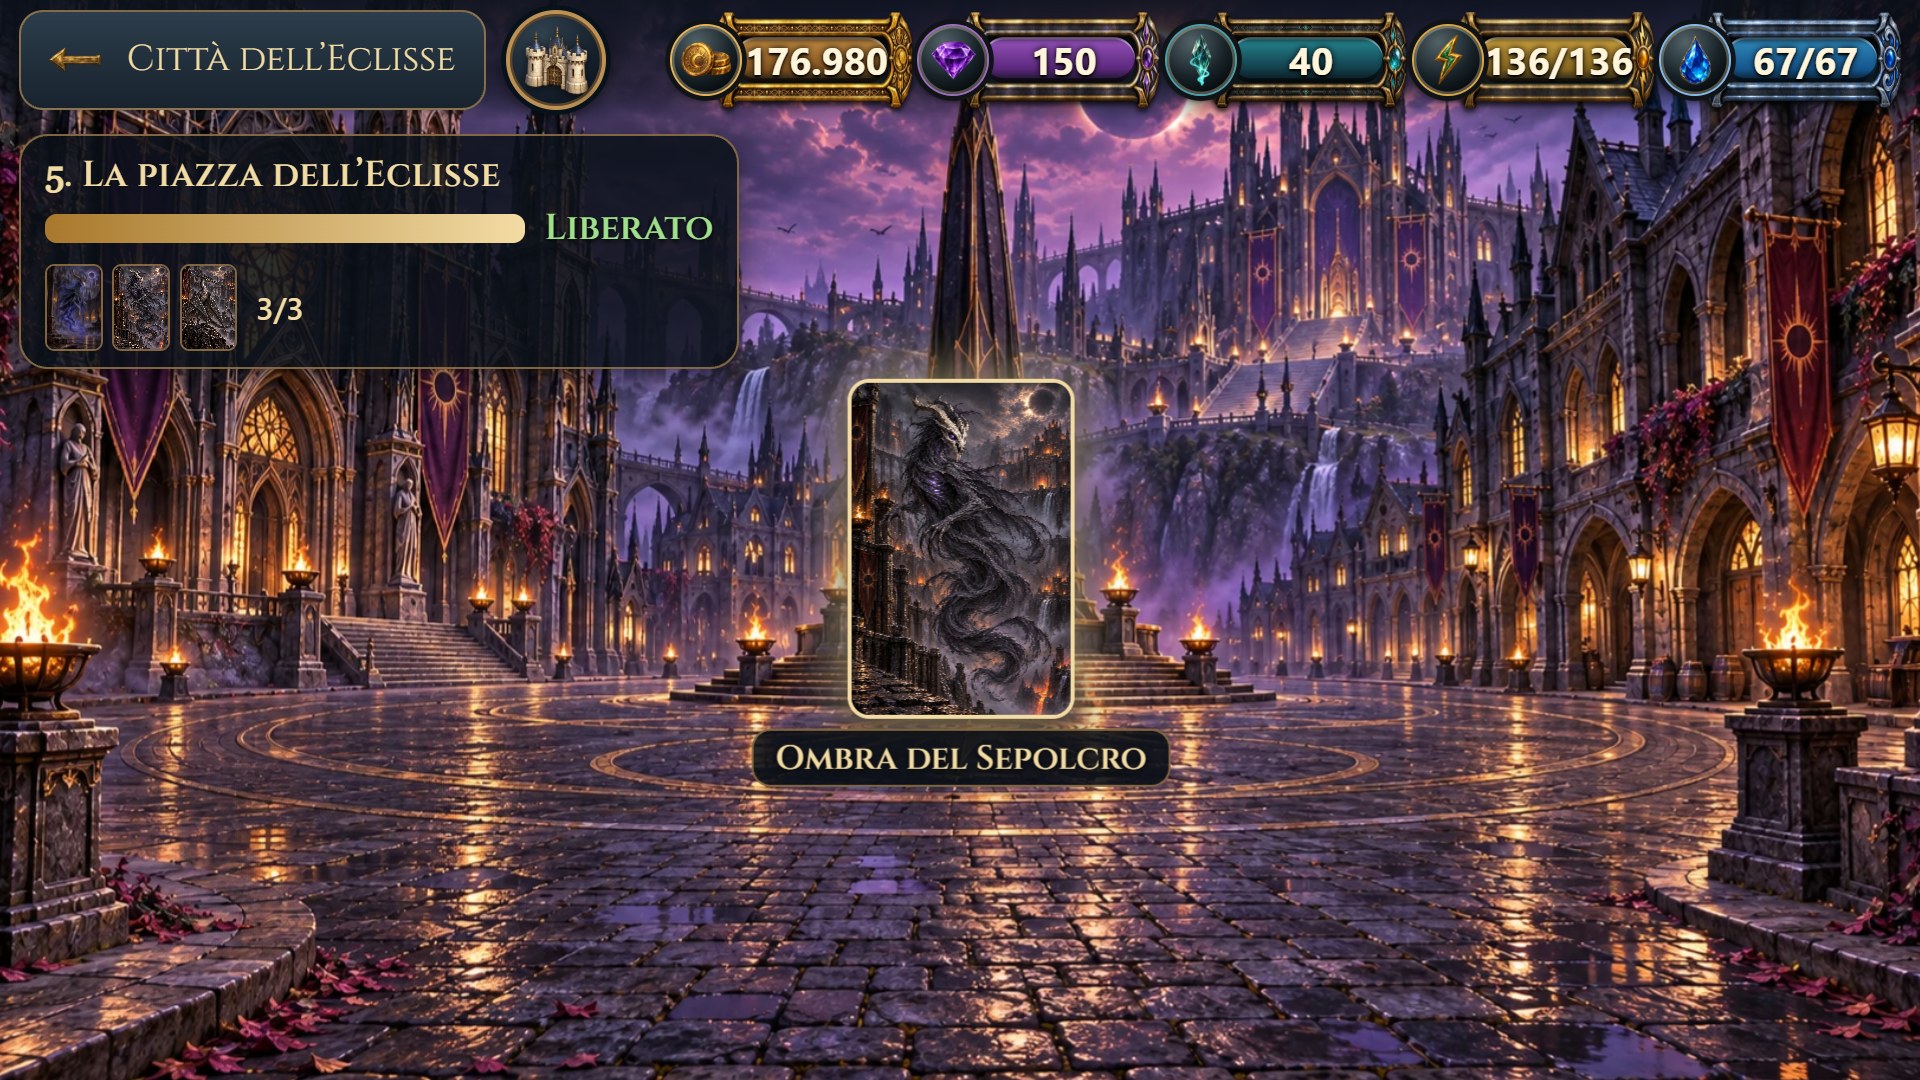 Città dell'Eclisse
176.980
150
40
136/136
67/67
5. La piazza dell'Eclisse
Liberato
3/3
Ombra del Sepolcro